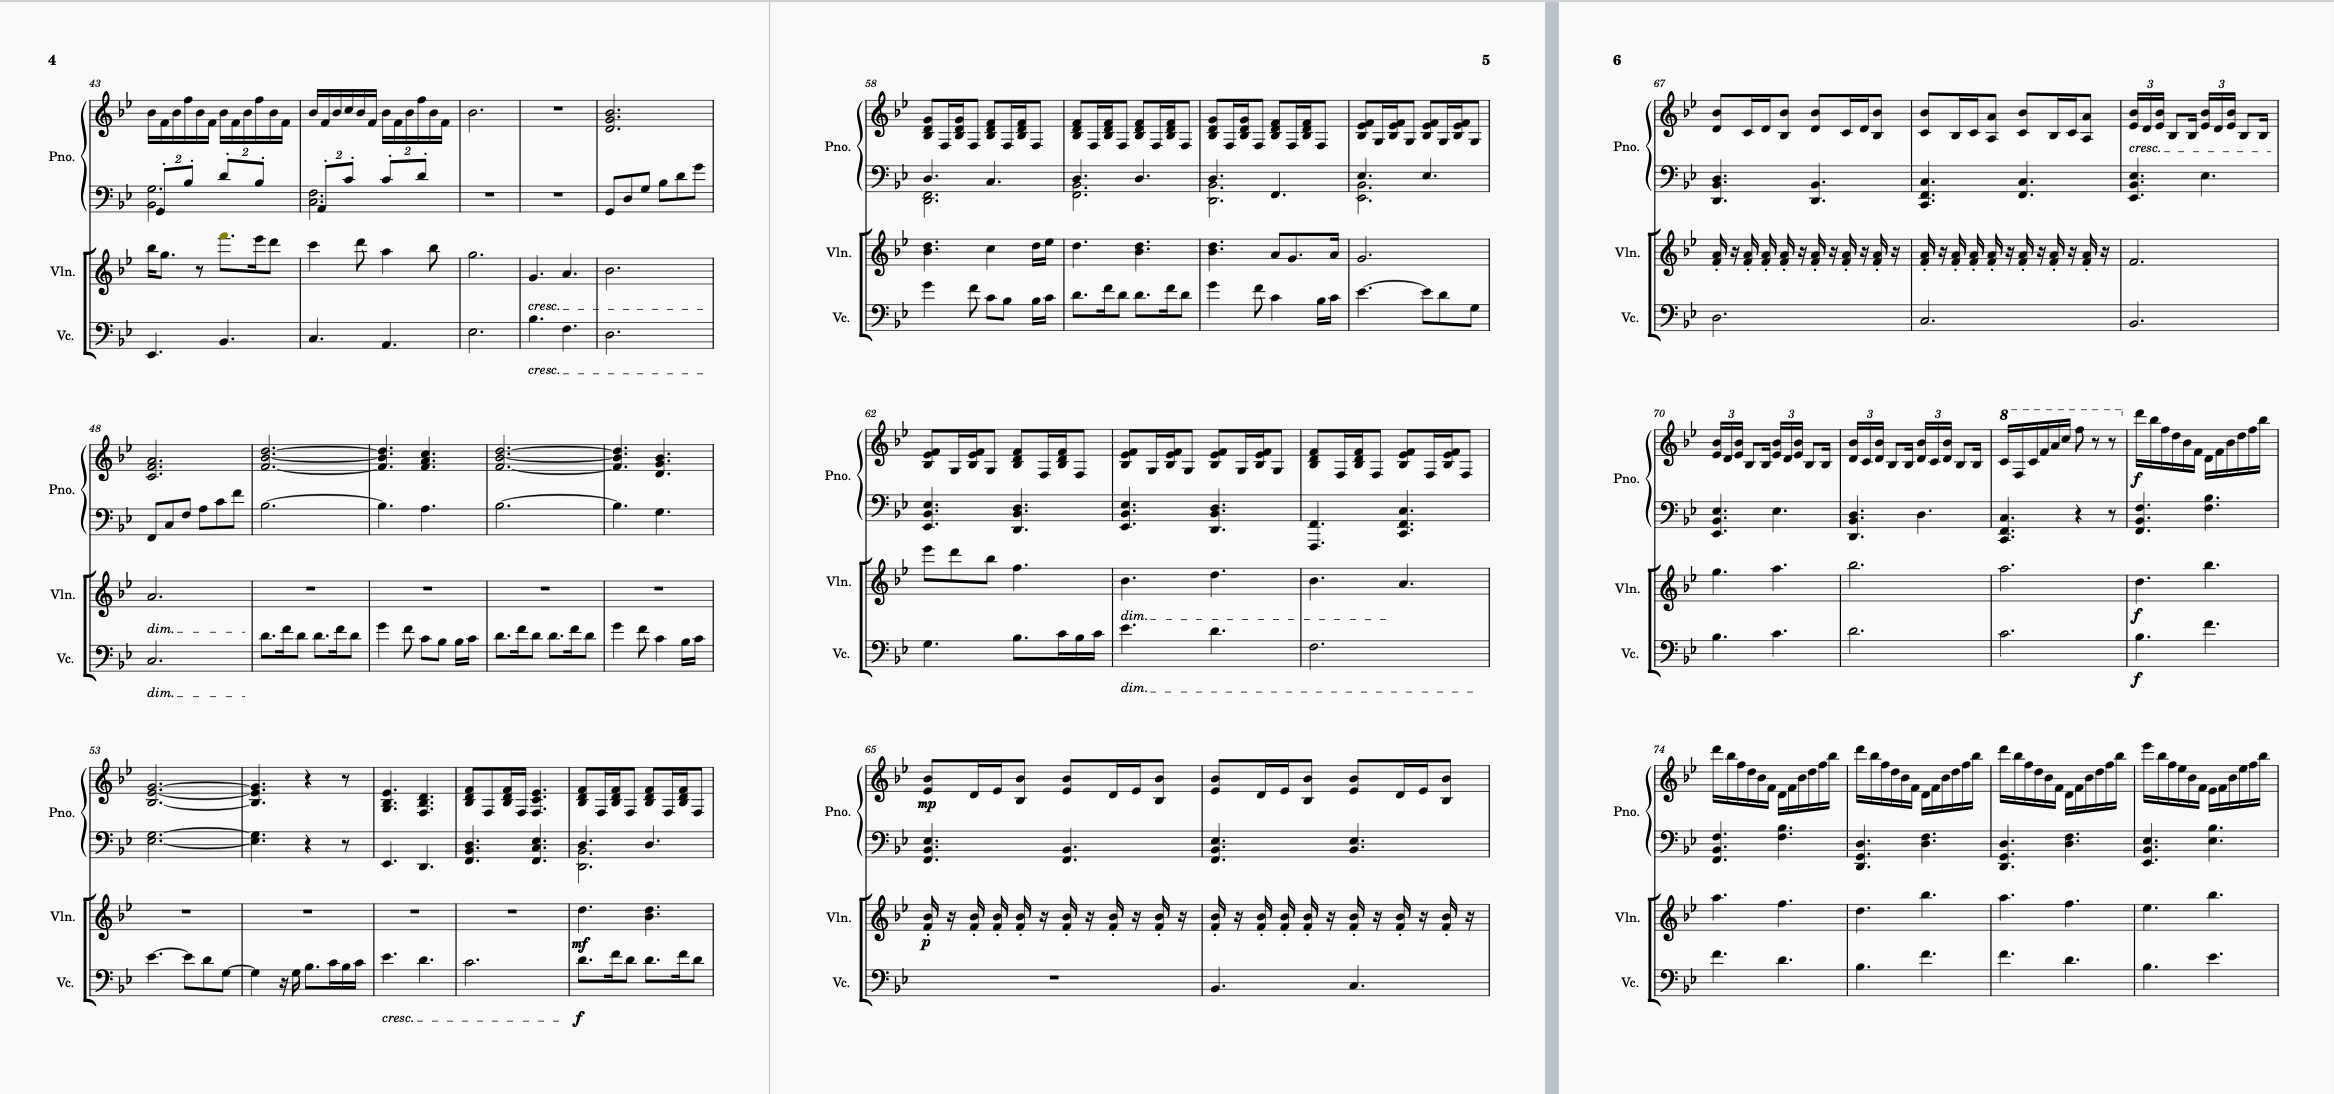 4
43
2 2 2 2
Pno.
Vln.
cresc.
Vc.
cresc.
48
Pno.
Vln.
dim.
Vc.
dim.
53
Pno.
Vln.
mf
Vc.
cresc. f
5
58
Pno.
Vln.
Vc.
62
Pno.
Vln.
dim.
Vc.
dim.
65
mp
Pno.
Vln.
p
Vc.
6
67 3 3
Pno. cresc.
Vln.
Vc.
70 3 3 3 3 8
Pno. f
Vln.
f
Vc.
f
74
Pno.
Vln.
Vc.